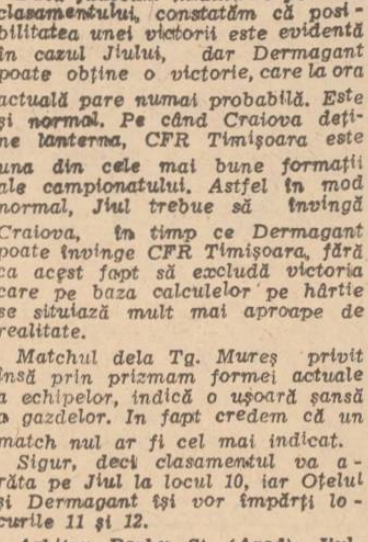 clasamentului, constatăm că posi-
bilitatea unei victorii este evidentă
în cazul Jiului, dar Dermagant
poate obține o victorie, care la ora
actuală pare numai probabilă. Este
și normal. Pe când Craiova deți-
ne lanterna, CFR Timișoara este
una din cele mai bune formații
ale campionatului. Astfel în mod
normal, Jiul trebue să învingă
Craiova, în timp ce Dermagant
poate învinge CFR Timișoara, fără
ca acest fapt să excludă victoria
care pe baza calculelor pe hârtie
se situiază mult mai aproape de
realitate.
Matchul dela Tg. Mureș privit
însă prin prizmam formei actuale
a echipelor, indică o ușoară șansă
a gazdelor. In fapt credem că un
match nul ar fi cel mai indicat.
Sigur, deci clasamentul va a-
răta pe Jiul la locul 10, iar Oțelul
și Dermagant își vor împărți lo-
curile 11 și 12.